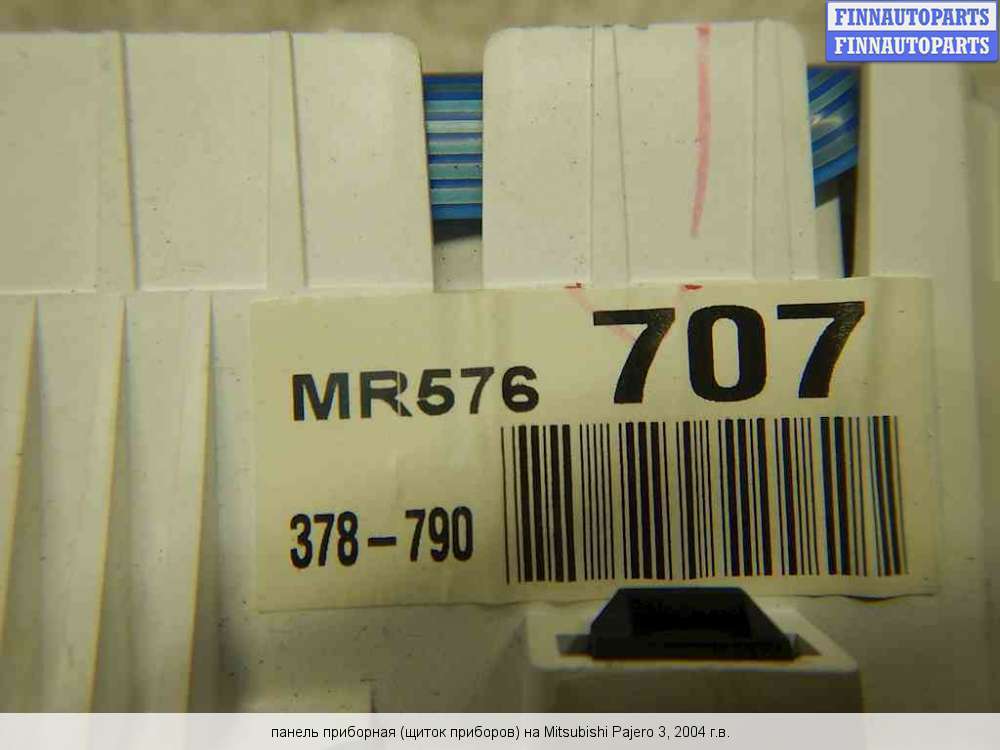 FINNAUTOPARTS
FINNAUTOPARTS
MR576 707
378-790
панель приборная (щиток приборов) на Mitsubishi Pajero 3, 2004 г.в.